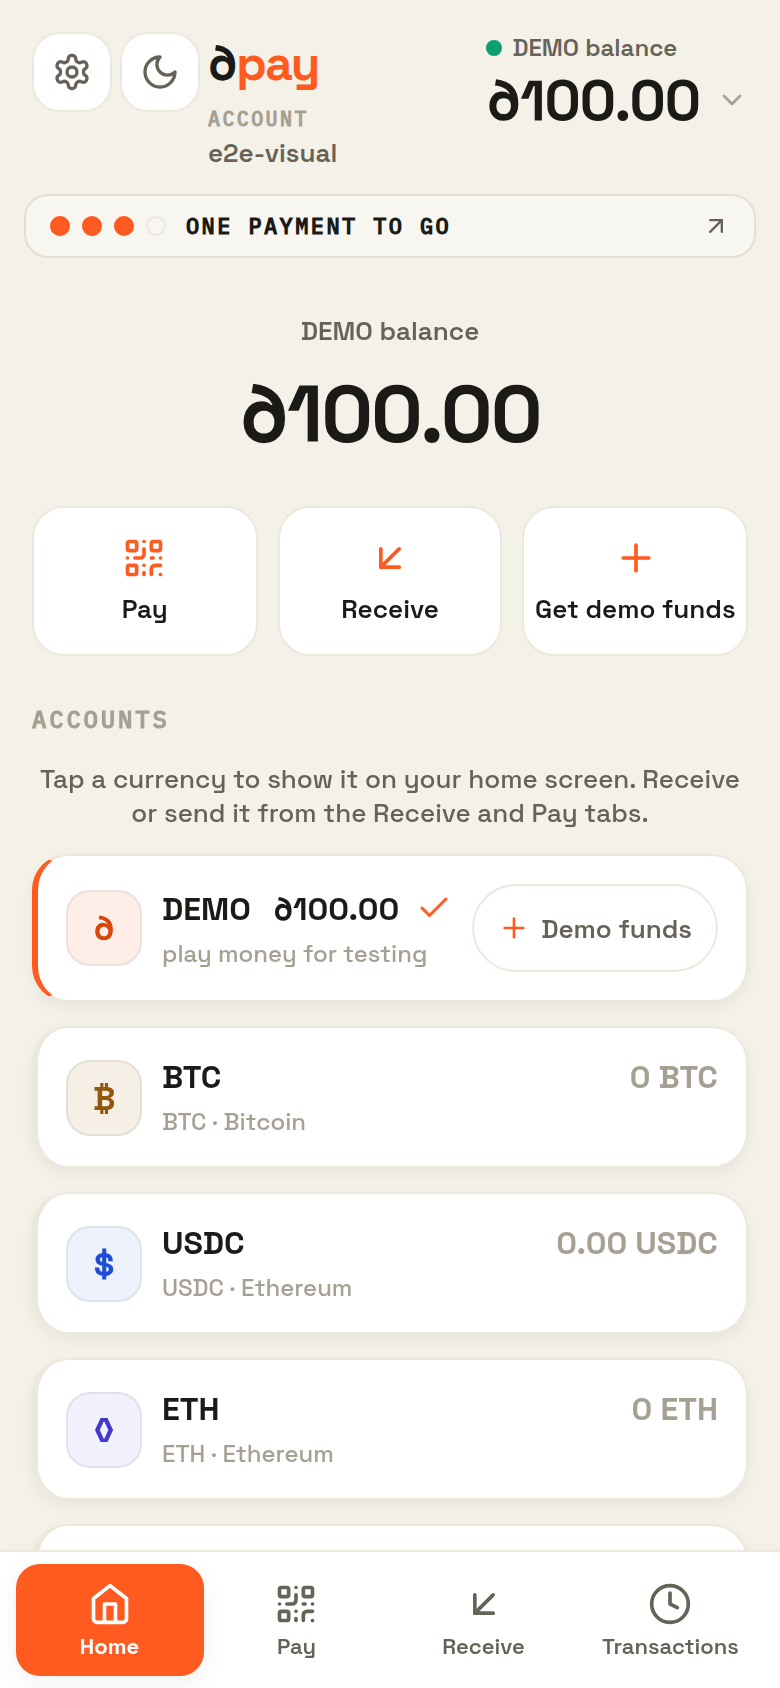 ∂pay
ACCOUNT
e2e-visual
DEMO balance
∂100.00
ONE PAYMENT TO GO
DEMO balance
∂100.00
Pay
Receive
Get demo funds
ACCOUNTS
Tap a currency to show it on your home screen. Receive
or send it from the Receive and Pay tabs.
∂
DEMO ∂100.00
play money for testing
Demo funds
₿
BTC
0 BTC
BTC · Bitcoin
$
USDC
0.00 USDC
USDC · Ethereum
◊
ETH
0 ETH
ETH · Ethereum
Home
Pay
Receive
Transactions